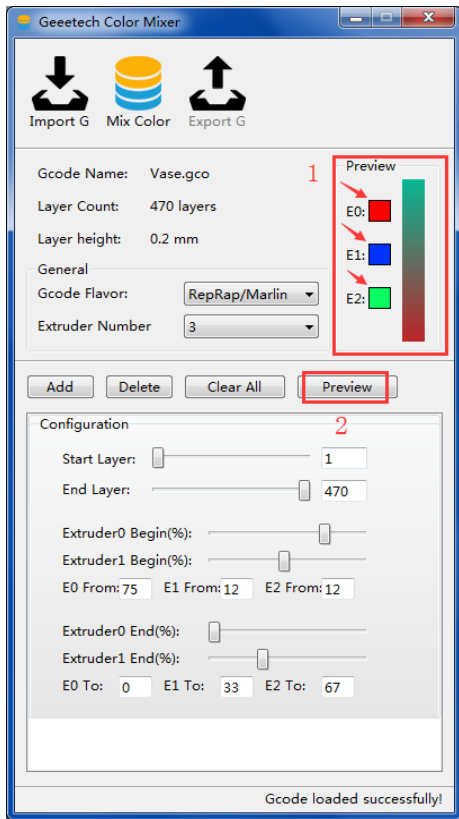 Geeetech Color Mixer
Import G Mix Color Export G
Gcode Name: Vase.gco
Layer Count: 470 layers
Layer height: 0.2 mm
General
Gcode Flavor: RepRap/Marlin
Extruder Number 3
1
Preview
E0:
E1:
E2:
Add Delete Clear All Preview
2
Configuration
Start Layer: 1
End Layer: 470
Extruder0 Begin(%):
Extruder1 Begin(%):
E0 From: 75 E1 From: 12 E2 From: 12
Extruder0 End(%):
Extruder1 End(%):
E0 To: 0 E1 To: 33 E2 To: 67
Gcode loaded successfully!